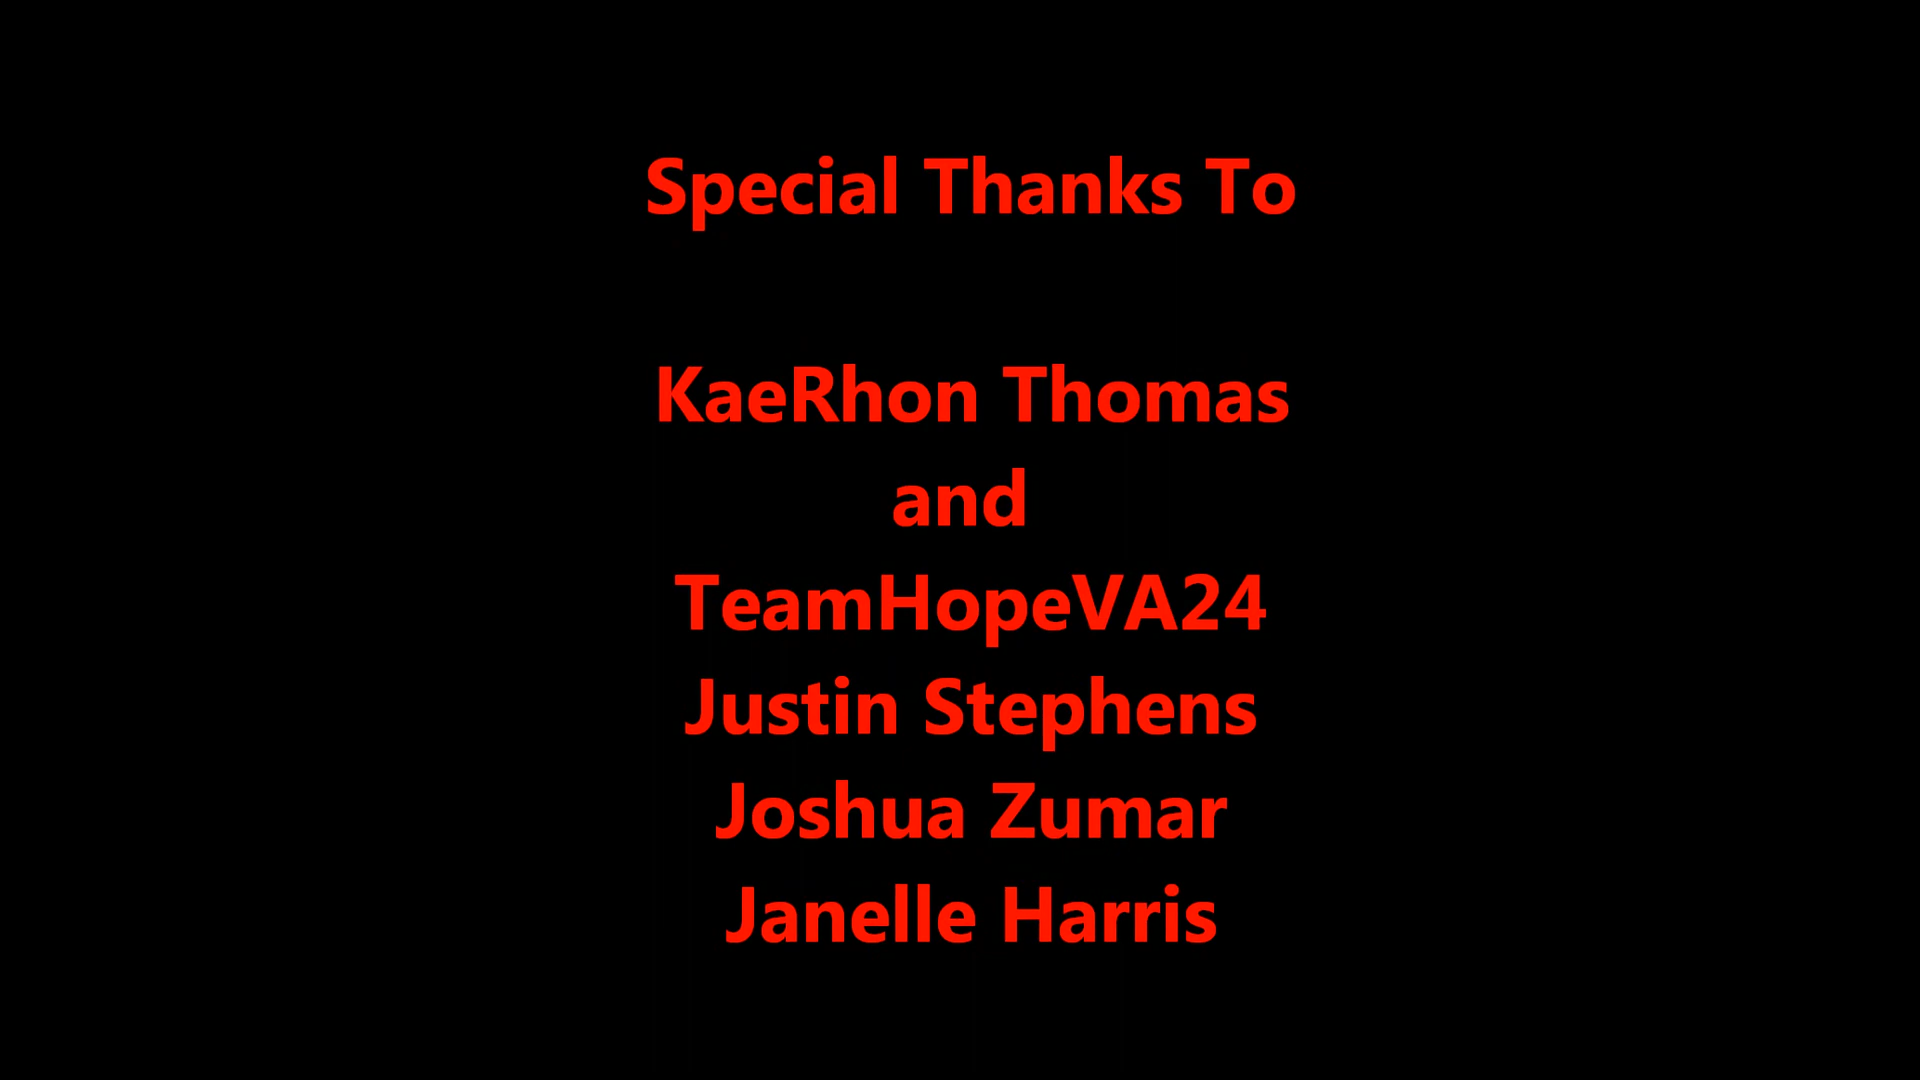 Special Thanks To
KaeRhon Thomas
and
TeamHopeVA24
Justin Stephens
Joshua Zumar
Janelle Harris